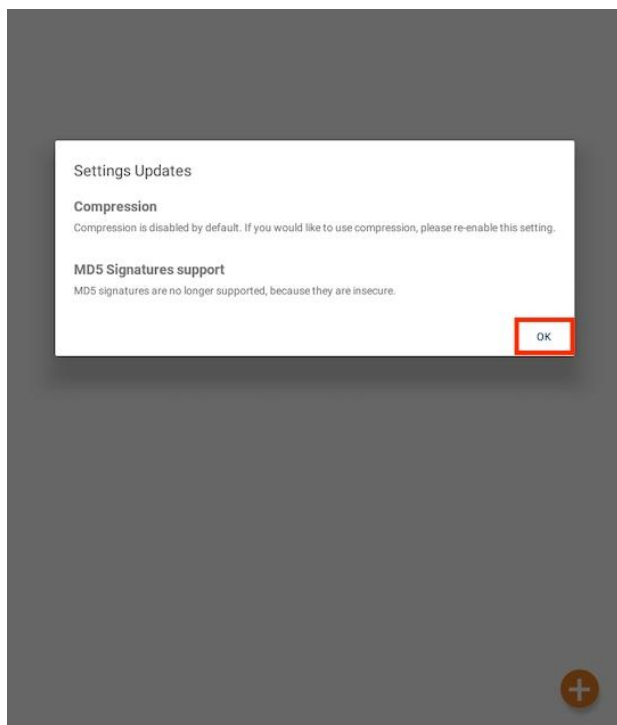 Settings Updates
Compression
Compression is disabled by default. If you would like to use compression, please re-enable this setting.
MD5 Signatures support
MD5 signatures are no longer supported, because they are insecure.
OK